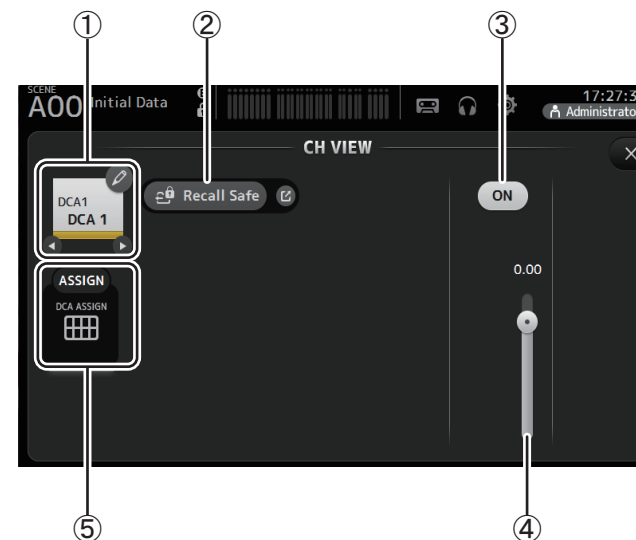 ① ② ③
SCENE
A00 Initial Data
17:27:3
Administrato
CH VIEW
DCA1
DCA 1
Recall Safe
ON
0.00
ASSIGN
DCA ASSIGN
⑤ ④